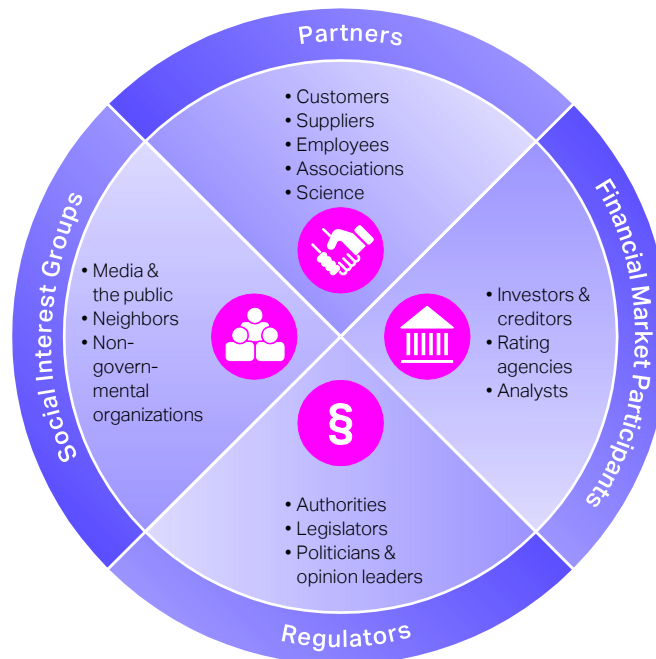 Partners
• Customers
• Suppliers
• Employees
• Associations
• Science
Financial Market Participants
• Investors &
creditors
• Rating
agencies
• Analysts
Regulators
§
• Authorities
• Legislators
• Politicians &
opinion leaders
Social Interest Groups
• Media &
the public
• Neighbors
• Non-
govern-
mental
organizations